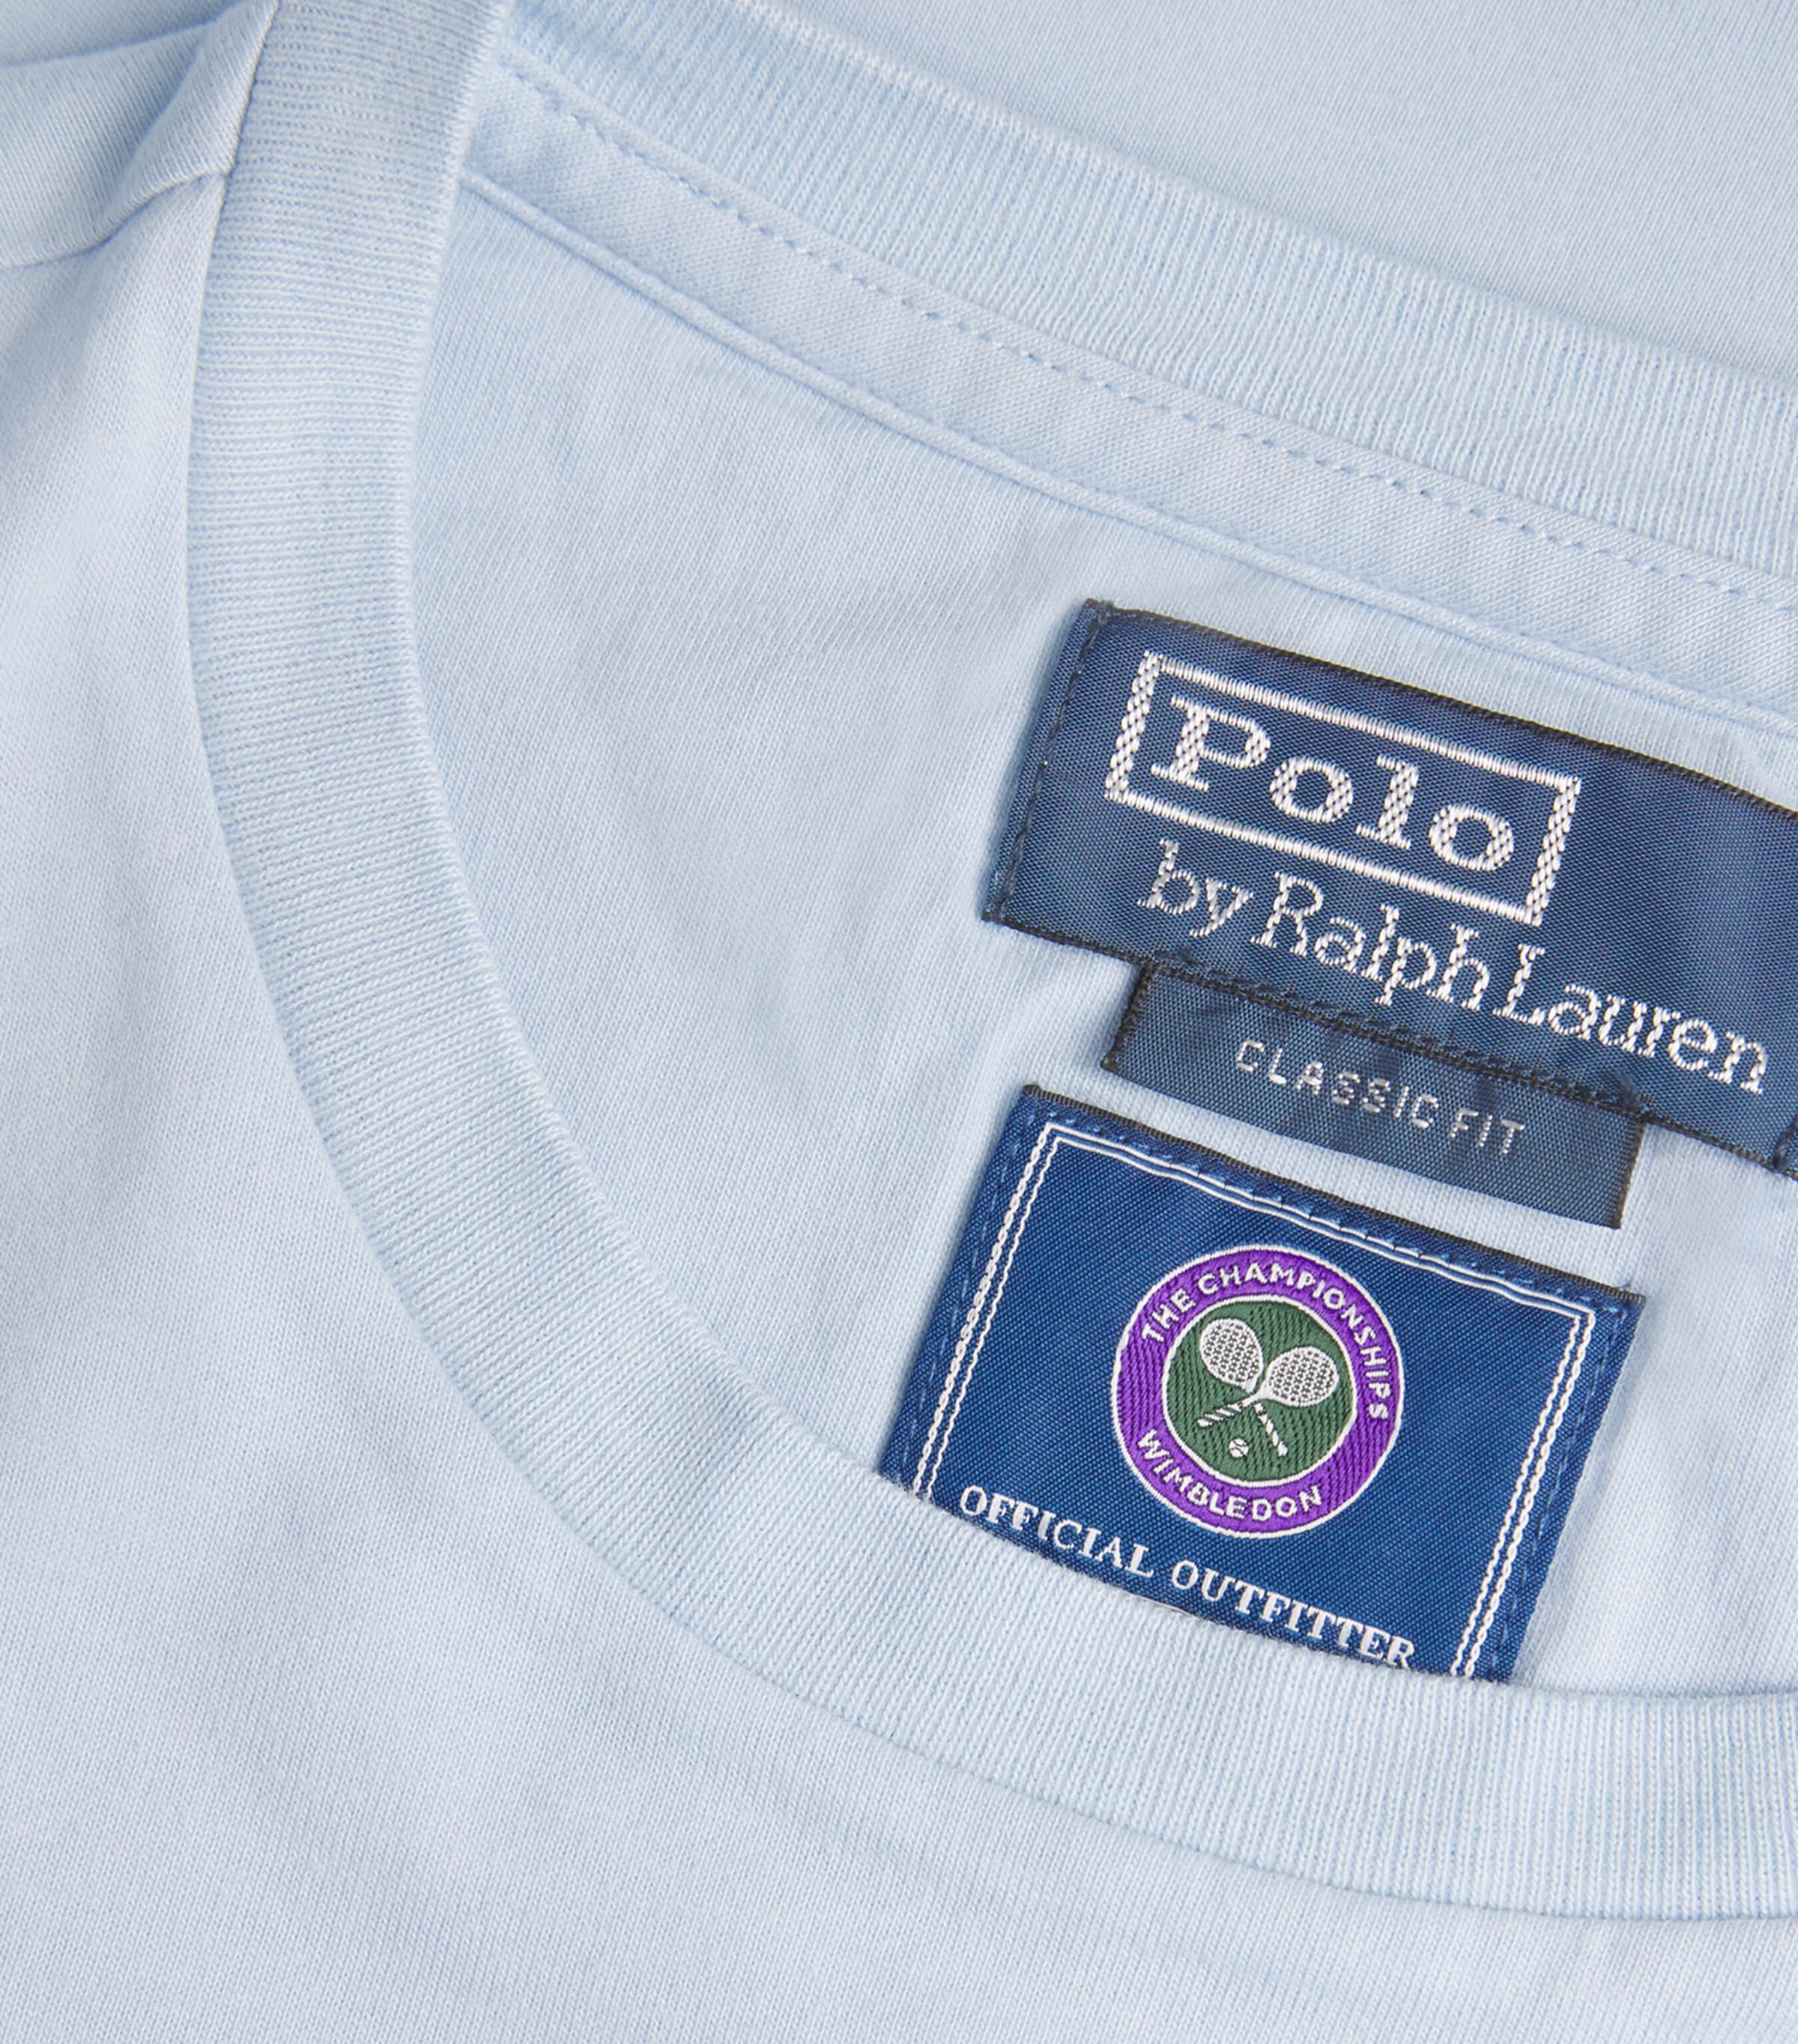 Polo
by Ralph Lauren
CLASSIC FIT
THE CHAMPIONSHIPS
WIMBLEDON
OFFICIAL OUTFITTER